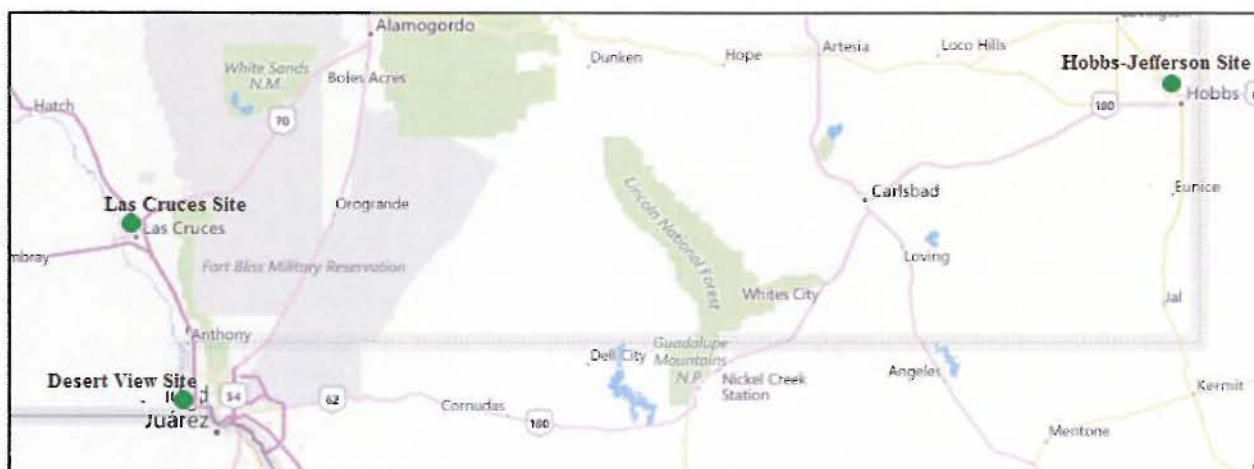 Alamogordo
Dunken
Hope
Artesia
Loco Hills
White Sands
N.M.
Boles Acres
Hobbs-Jefferson Site
Hatch
70
180
Hobbs
Las Cruces Site
Las Cruces
Orogrande
Lincoln National Forest
Carlsbad
Eunice
Fort Bliss Military Reservation
Loving
Whites City
Jal
Anthony
Guadalupe
Mountains
N.P.
Dell City
Desert View Site
54
62
Nickel Creek
Station
Angeles
Kermit
Juárez
Cornudas
180
Mentone